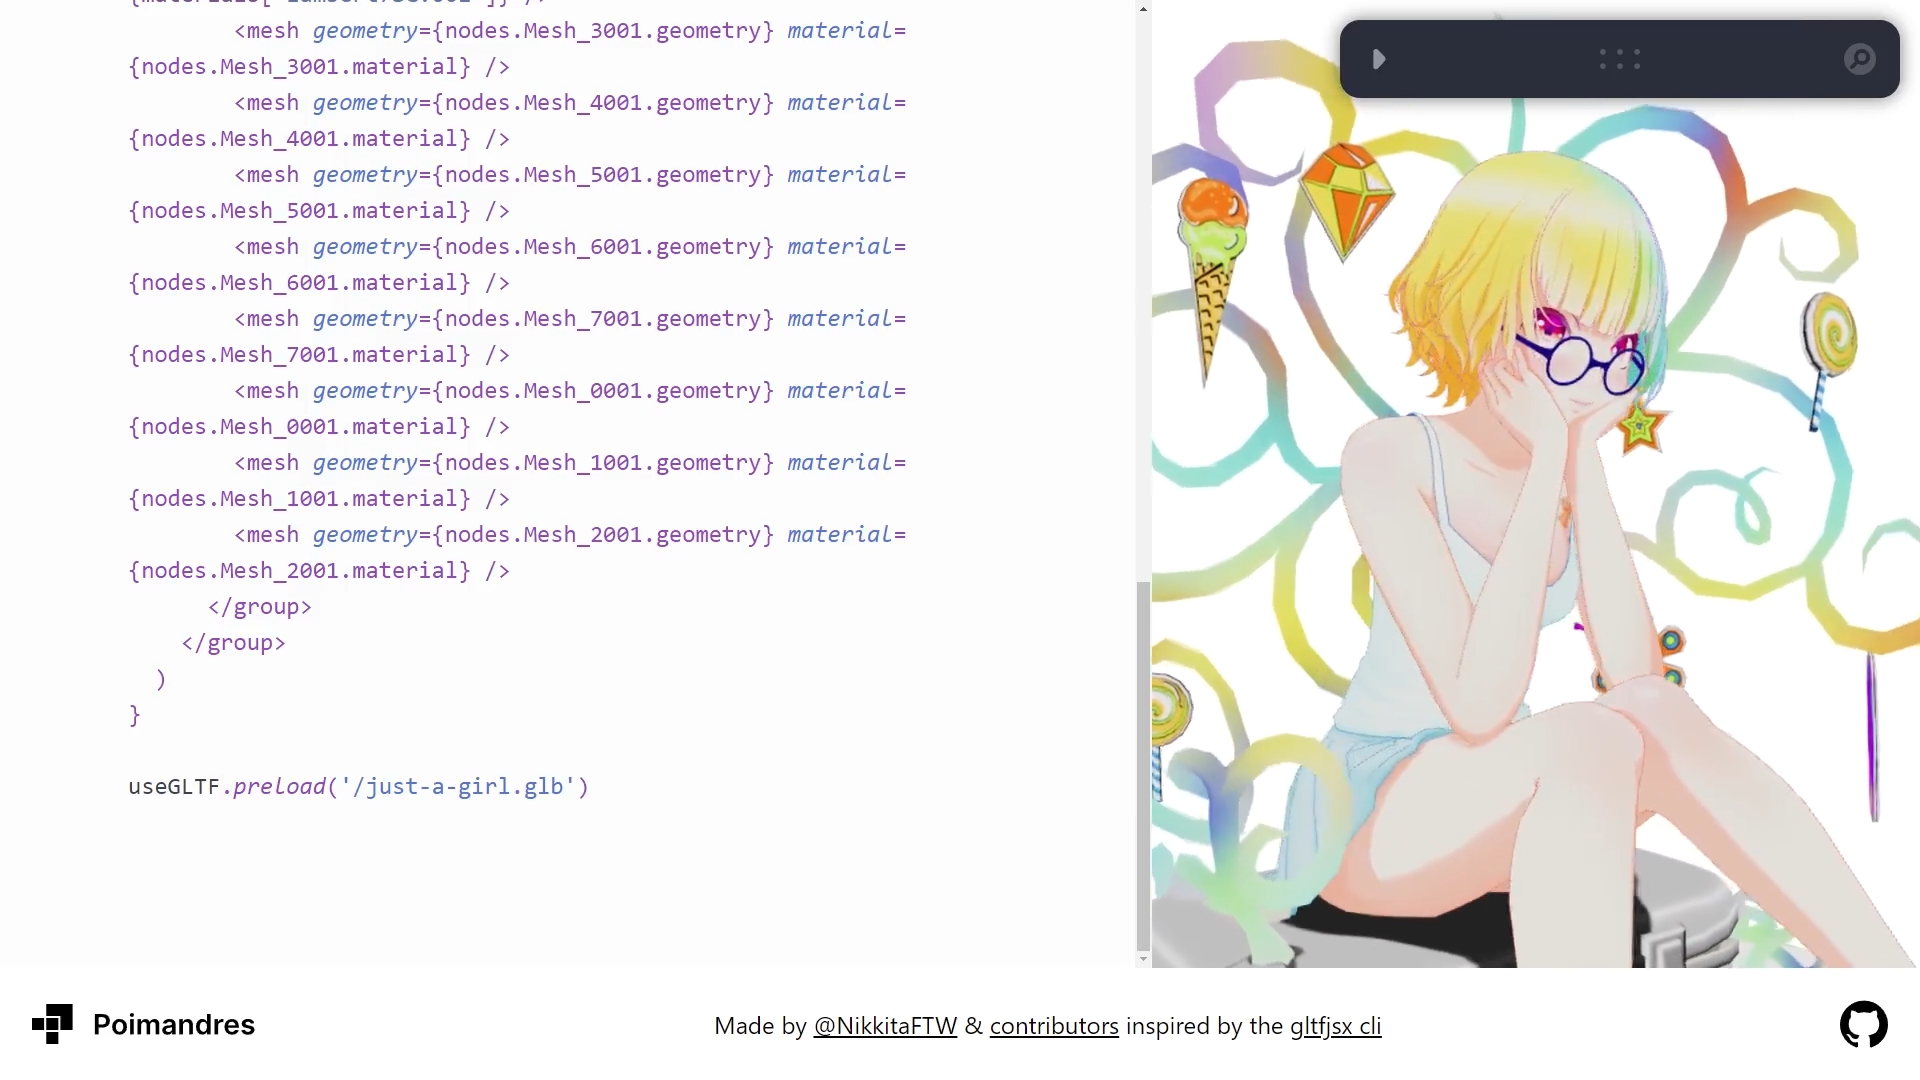 <mesh geometry={nodes.Mesh_3001.geometry} material=
{nodes.Mesh_3001.material} />
<mesh geometry={nodes.Mesh_4001.geometry} material=
{nodes.Mesh_4001.material} />
<mesh geometry={nodes.Mesh_5001.geometry} material=
{nodes.Mesh_5001.material} />
<mesh geometry={nodes.Mesh_6001.geometry} material=
{nodes.Mesh_6001.material} />
<mesh geometry={nodes.Mesh_7001.geometry} material=
{nodes.Mesh_7001.material} />
<mesh geometry={nodes.Mesh_0001.geometry} material=
{nodes.Mesh_0001.material} />
<mesh geometry={nodes.Mesh_1001.geometry} material=
{nodes.Mesh_1001.material} />
<mesh geometry={nodes.Mesh_2001.geometry} material=
{nodes.Mesh_2001.material} />
</group>
</group>
)
}
useGLTF.preload('/just-a-girl.glb')
Poimandres
Made by @NikkitaFTW & contributors inspired by the gltfjsx cli